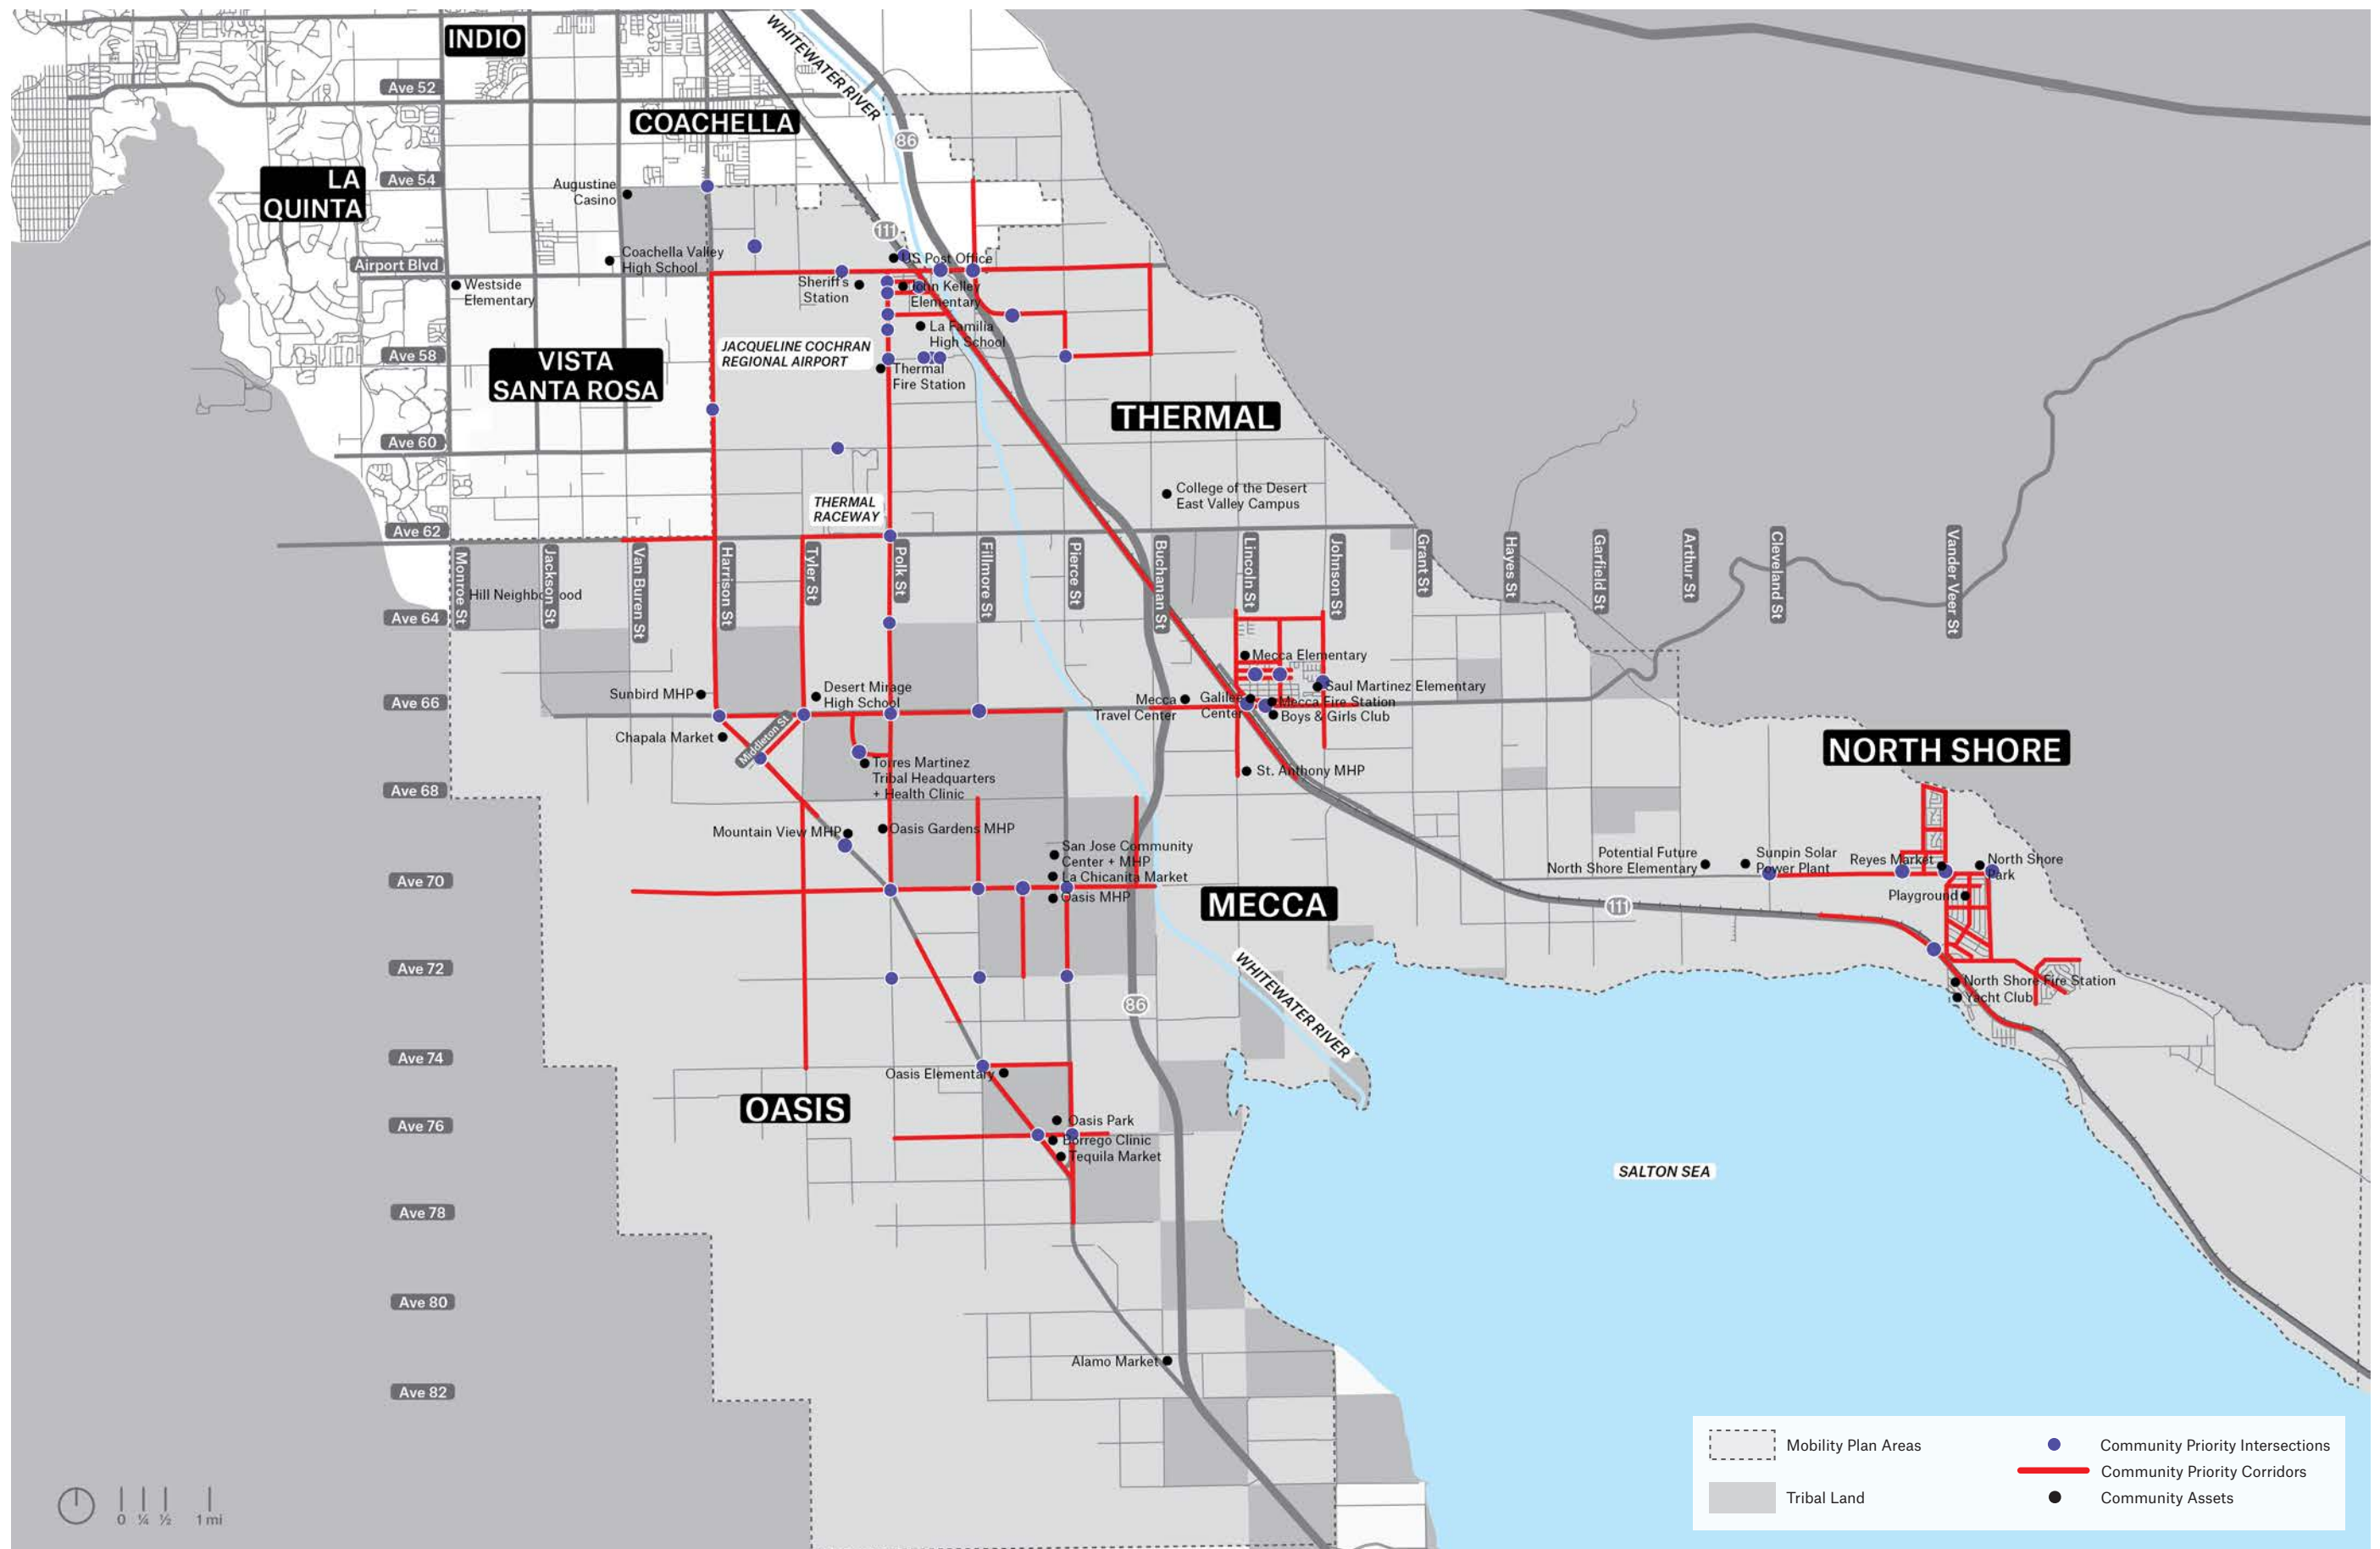 INDIO
WHITEWATER RIVER
Ave 52
COACHELLA
86
LA
QUINTA
Ave 54
Augustine
Casino
111
Coachella Valley
High School
US Post Office
Airport Blvd
Westside
Elementary
Sheriff's
Station
John Kelley
Elementary
La Familia
High School
JACQUELINE COCHRAN
REGIONAL AIRPORT
Ave 58
VISTA
SANTA ROSA
Thermal
Fire Station
THERMAL
Ave 60
College of the Desert
East Valley Campus
THERMAL
RACEWAY
Ave 62
Monroe St
Jackson St
Van Buren St
Harrison St
Tyler St
Polk St
Fillmore St
Pierce St
Buchanan St
Lincoln St
Johnson St
Grant St
Hayes St
Garfield St
Arthur St
Cleveland St
Vander Veer St
Hill Neighborhood
Ave 64
Mecca Elementary
Sunbird MHP
Desert Mirage
High School
Saul Martinez Elementary
Ave 66
Mecca
Travel Center
Galilee
Center
Mecca Fire Station
Boys & Girls Club
Chapala Market
Middleton St
Torres Martinez
Tribal Headquarters
+ Health Clinic
St. Anthony MHP
NORTH SHORE
Ave 68
Mountain View MHP
Oasis Gardens MHP
San Jose Community
Center + MHP
La Chicanita Market
Oasis MHP
Potential Future
North Shore Elementary
Sunpin Solar
Power Plant
Reyes Market
North Shore
Park
Playground
Ave 70
MECCA
111
Ave 72
WHITEWATER RIVER
North Shore Fire Station
Yacht Club
86
Ave 74
Oasis Elementary
OASIS
Ave 76
Oasis Park
Borrego Clinic
Tequila Market
SALTON SEA
Ave 78
Ave 80
Alamo Market
Ave 82
Mobility Plan Areas
Tribal Land
Community Priority Intersections
Community Priority Corridors
Community Assets
0 ¼ ½ 1 mi